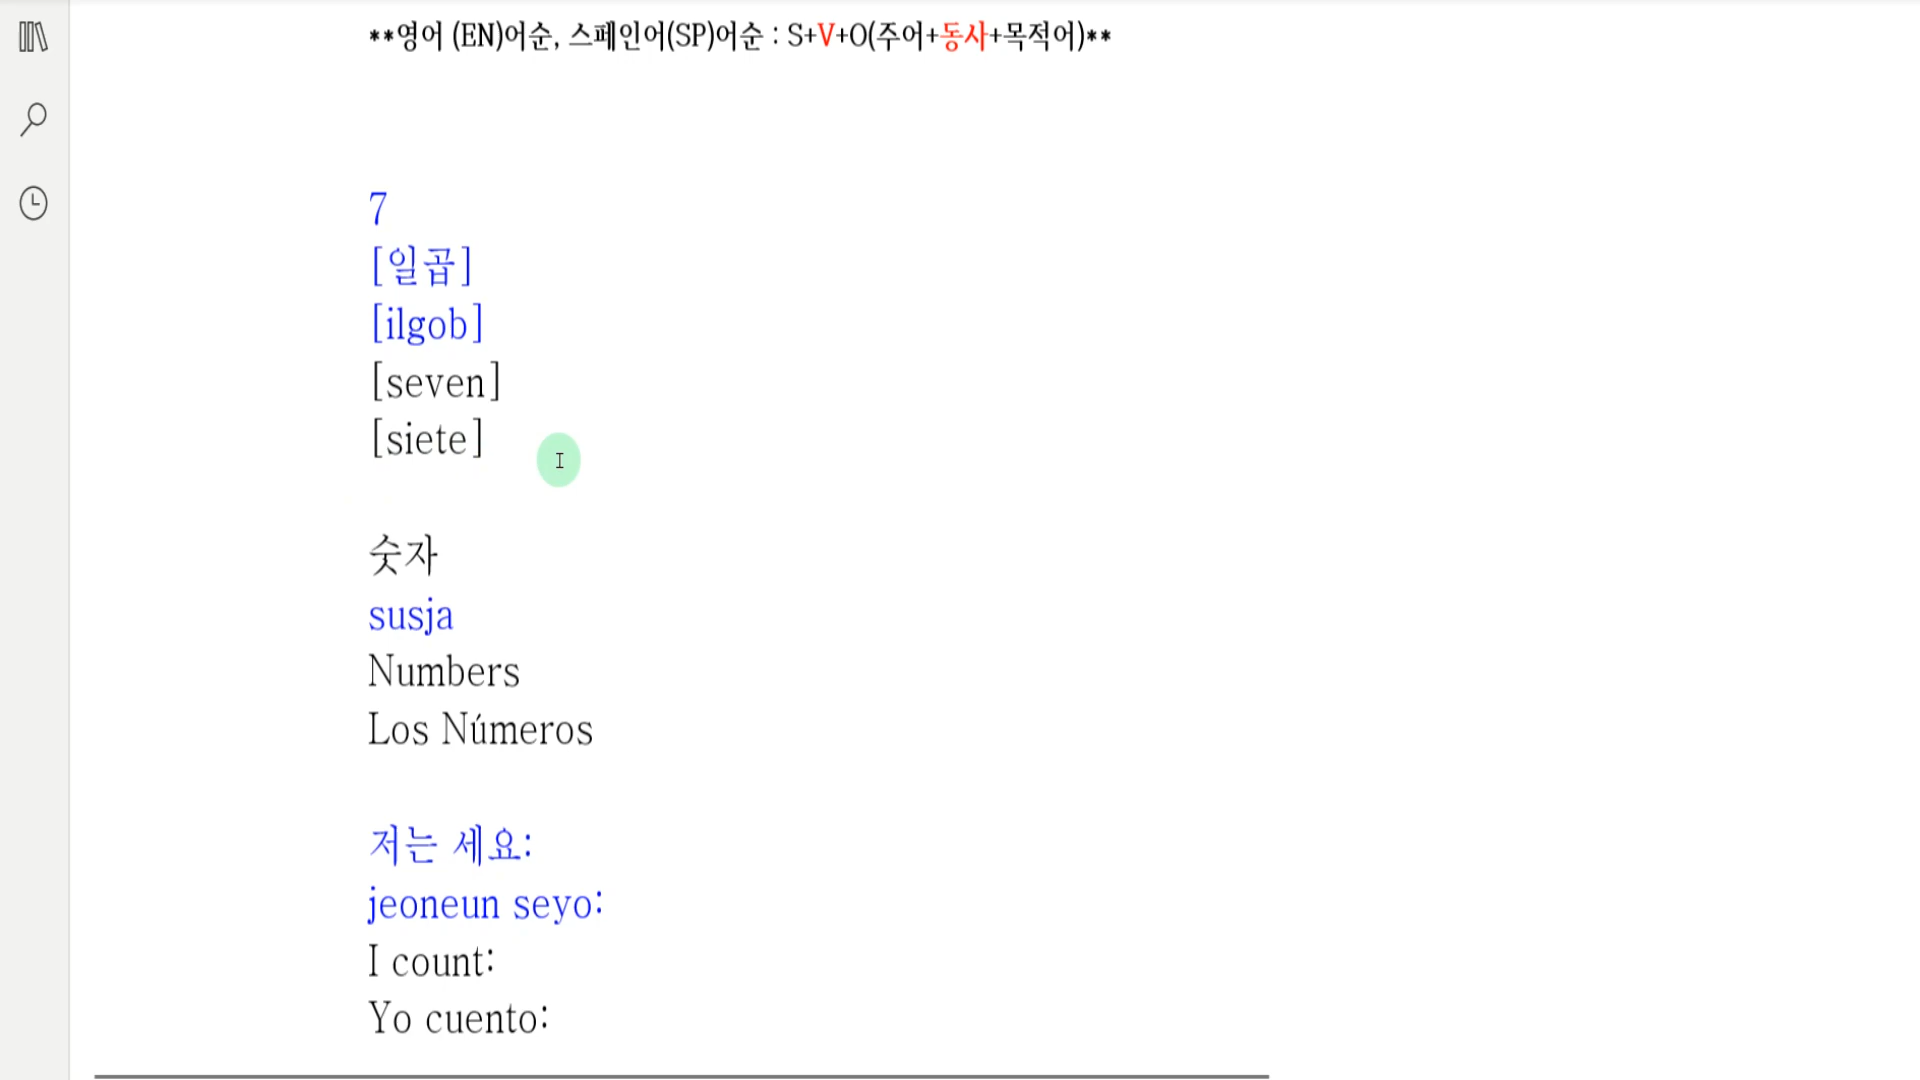 **영어 (EN)어순, 스페인어(SP)어순 : S+V+O(주어+동사+목적어)**
7
[일곱]
[ilgob]
[seven]
[siete]
숫자
susja
Numbers
Los Números
저는 세요:
jeoneun seyo:
I count:
Yo cuento: